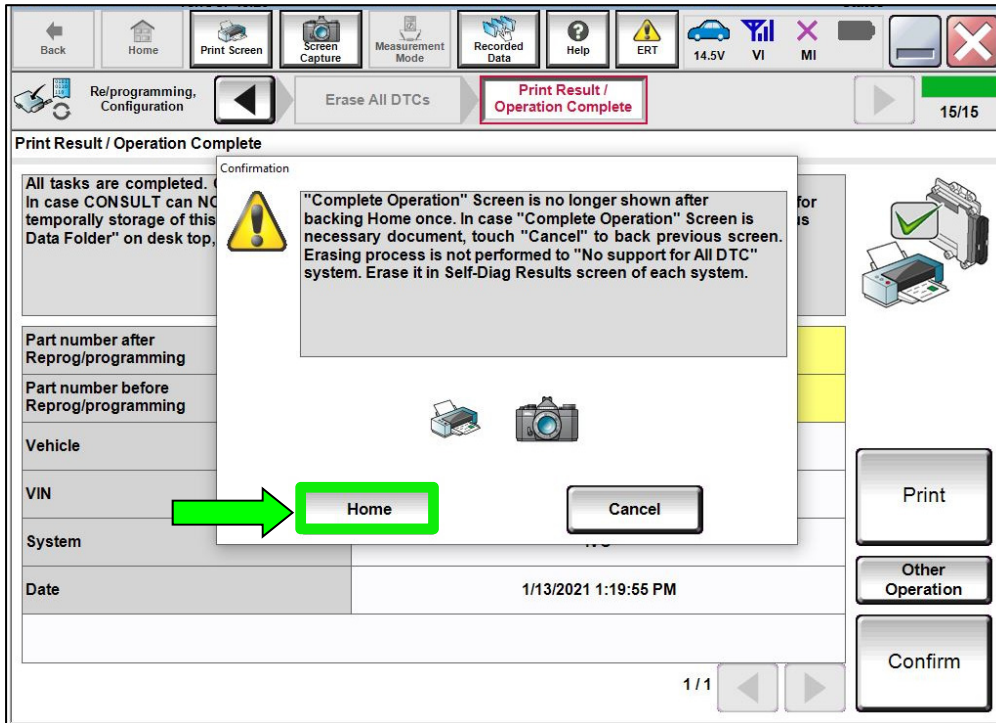 Back
Home
Print Screen
Screen
Capture
Measurement
Mode
Recorded
Data
Help
ERT
14.5V
VI
MI
Re/programming,
Configuration
Erase All DTCs
Print Result /
Operation Complete
15/15
Print Result / Operation Complete
All tasks are completed.
In case CONSULT can
for
temporally storage of this
Data Folder" on desk top,
Confirmation
"Complete Operation" Screen is no longer shown after
backing Home once. In case "Complete Operation" Screen is
necessary document, touch "Cancel" to back previous screen.
Erasing process is not performed to "No support for All DTC"
system. Erase it in Self-Diag Results screen of each system.
Home
Cancel
Part number after
Reprog/programming
Part number before
Reprog/programming
Vehicle
VIN
System
Date
1/13/2021 1:19:55 PM
1/1
Print
Other
Operation
Confirm